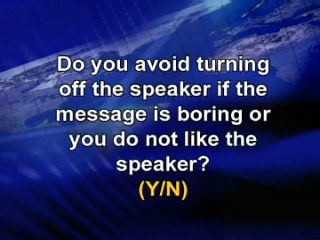 Do you avoid turning
off the speaker if the
message is boring or
you do not like the
speaker?
(Y/N)